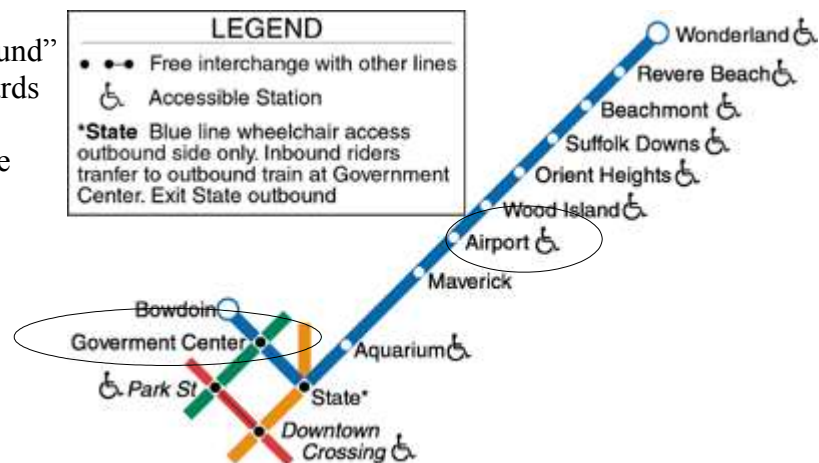 und”
rds
e
LEGEND
Free interchange with other lines
Accessible Station
*State Blue line wheelchair access
outbound side only. Inbound riders
tranfer to outbound train at Government
Center. Exit State outbound
Wonderland
Revere Beach
Beachmont
Suffolk Downs
Orient Heights
Wood Island
Airport
Maverick
Bowdoin
Goverment Center
Aquarium
Park St
State*
Downtown
Crossing